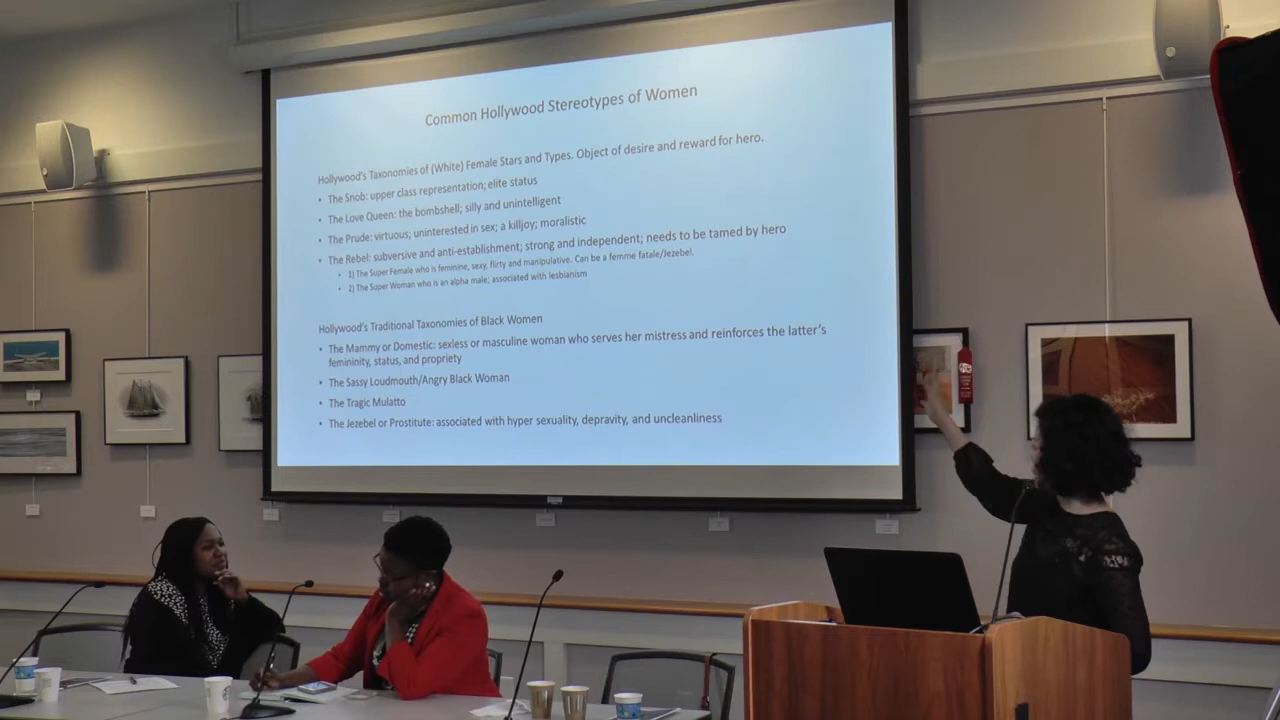 Common Hollywood Stereotypes of Women
Hollywood's Taxonomies of (White) Female Stars and Types. Object of desire and reward for hero.
• The Snob: upper class representation; elite status
• The Love Queen: the bombshell; silly and unintelligent
• The Prude: virtuous; uninterested in sex; a killjoy; moralistic
• The Rebel: subversive and anti-establishment; strong and independent; needs to be tamed by hero
• 1) The Super Female who is feminine, sexy, flirty and manipulative. Can be a femme fatale/Jezebel.
• 2) The Super Woman who is an alpha male; associated with lesbianism
Hollywood's Traditional Taxonomies of Black Women
• The Mammy or Domestic: sexless or masculine woman who serves her mistress and reinforces the latter's
femininity, status, and propriety
• The Sassy Loudmouth/Angry Black Woman
• The Tragic Mulatto
• The Jezebel or Prostitute: associated with hyper sexuality, depravity, and uncleanliness